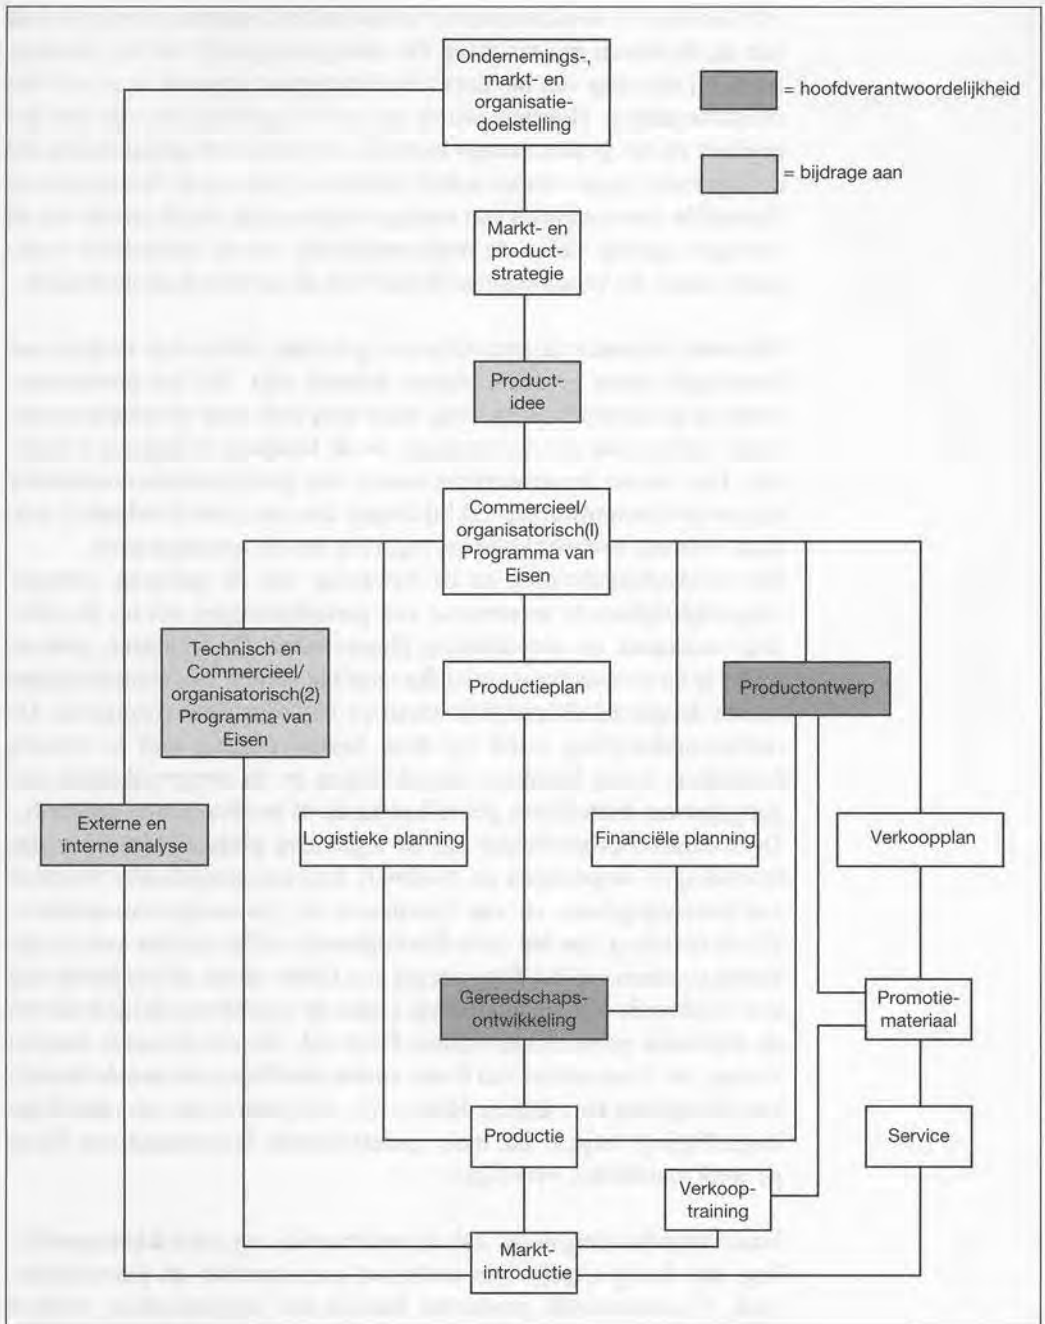 Ondernemings-,
markt- en
organisatie-
doelstelling
= hoofdverantwoordelijkheid
= bijdrage aan
Markt- en
product-
strategie
Product-
idee
Commercieel/
organisatorisch(I)
Programma van
Eisen
Technisch en
Commercieel/
organisatorisch(2)
Programma van
Eisen
Productieplan
Productontwerp
Externe en
interne analyse
Logistieke planning
Financiële planning
Verkoopplan
Gereedschaps-
ontwikkeling
Promotie-
materiaal
Productie
Service
Verkoop-
training
Markt-
introductie